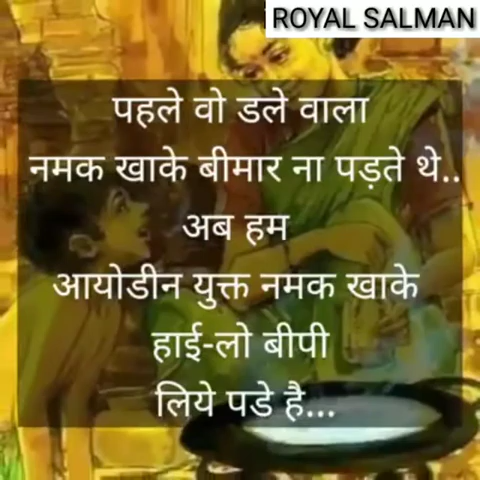 ROYAL SALMAN
पहले वो डले वाला
नमक खाके बीमार ना पड़ते थे..
अब हम
आयोडीन युक्त नमक खाके
हाई-लो बीपी
लिये पडे है...